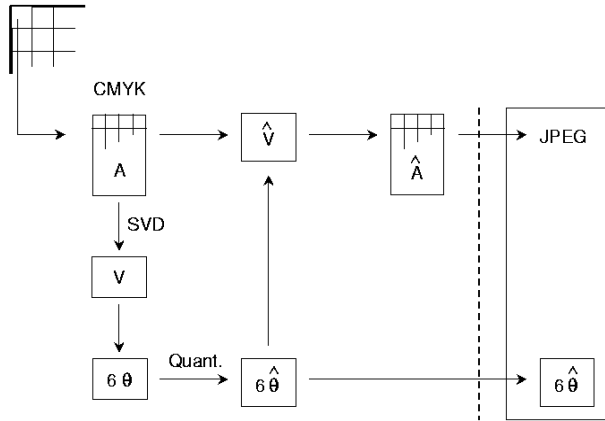 CMYK
A
V̂
Â
JPEG
SVD
V
6 θ
Quant.
6 θ̂
6 θ̂